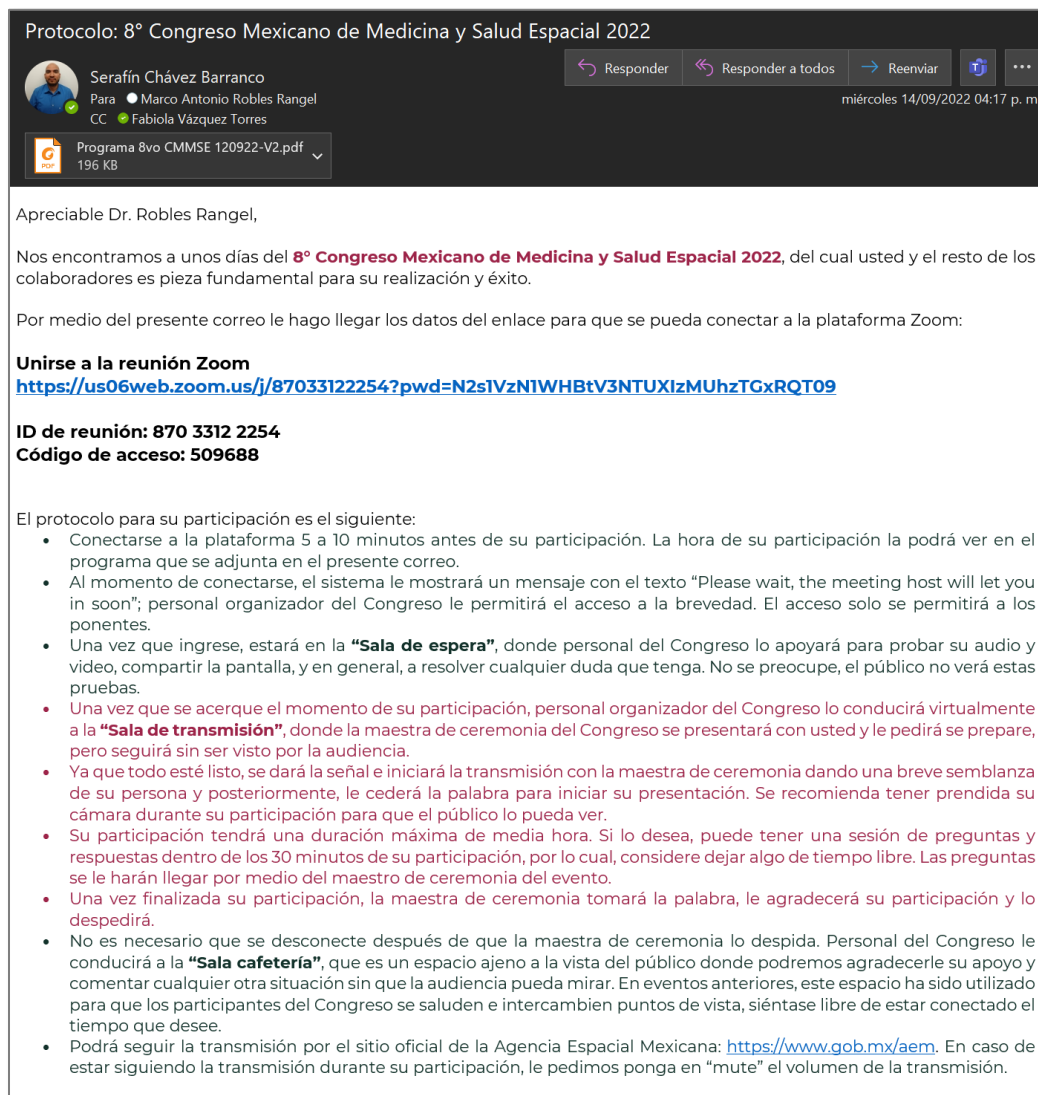 Protocolo: 8° Congreso Mexicano de Medicina y Salud Espacial 2022
Serafín Chávez Barranco
Para Marco Antonio Robles Rangel
CC Fabiola Vázquez Torres
Responder
Responder a todos
Reenviar
miércoles 14/09/2022 04:17 p. m
Programa 8vo CMMSE 120922-V2.pdf
196 KB
PDF
Apreciable Dr. Robles Rangel,
Nos encontramos a unos días del 8° Congreso Mexicano de Medicina y Salud Espacial 2022, del cual usted y el resto de los
colaboradores es pieza fundamental para su realización y éxito.
Por medio del presente correo le hago llegar los datos del enlace para que se pueda conectar a la plataforma Zoom:
Unirse a la reunión Zoom
https://us06web.zoom.us/j/87033122254?pwd=N2s1VzN1WHBtV3NTUXIzMUhzTGxRQT09
ID de reunión: 870 3312 2254
Código de acceso: 509688
El protocolo para su participación es el siguiente:
• Conectarse a la plataforma 5 a 10 minutos antes de su participación. La hora de su participación la podrá ver en el
programa que se adjunta en el presente correo.
• Al momento de conectarse, el sistema le mostrará un mensaje con el texto “Please wait, the meeting host will let you
in soon”; personal organizador del Congreso le permitirá el acceso a la brevedad. El acceso solo se permitirá a los
ponentes.
• Una vez que ingrese, estará en la “Sala de espera”, donde personal del Congreso lo apoyará para probar su audio y
video, compartir la pantalla, y en general, a resolver cualquier duda que tenga. No se preocupe, el público no verá estas
pruebas.
• Una vez que se acerque el momento de su participación, personal organizador del Congreso lo conducirá virtualmente
a la “Sala de transmisión”, donde la maestra de ceremonia del Congreso se presentará con usted y le pedirá se prepare,
pero seguirá sin ser visto por la audiencia.
• Ya que todo esté listo, se dará la señal e iniciará la transmisión con la maestra de ceremonia dando una breve semblanza
de su persona y posteriormente, le cederá la palabra para iniciar su presentación. Se recomienda tener prendida su
cámara durante su participación para que el público lo pueda ver.
• Su participación tendrá una duración máxima de media hora. Si lo desea, puede tener una sesión de preguntas y
respuestas dentro de los 30 minutos de su participación, por lo cual, considere dejar algo de tiempo libre. Las preguntas
se le harán llegar por medio del maestro de ceremonia del evento.
• Una vez finalizada su participación, la maestra de ceremonia tomará la palabra, le agradecerá su participación y lo
despedirá.
• No es necesario que se desconecte después de que la maestra de ceremonia lo despida. Personal del Congreso le
conducirá a la “Sala cafetería”, que es un espacio ajeno a la vista del público donde podremos agradecerle su apoyo y
comentar cualquier otra situación sin que la audiencia pueda mirar. En eventos anteriores, este espacio ha sido utilizado
para que los participantes del Congreso se saluden e intercambien puntos de vista, siéntase libre de estar conectado el
tiempo que desee.
• Podrá seguir la transmisión por el sitio oficial de la Agencia Espacial Mexicana: https://www.gob.mx/aem. En caso de
estar siguiendo la transmisión durante su participación, le pedimos ponga en “mute” el volumen de la transmisión.